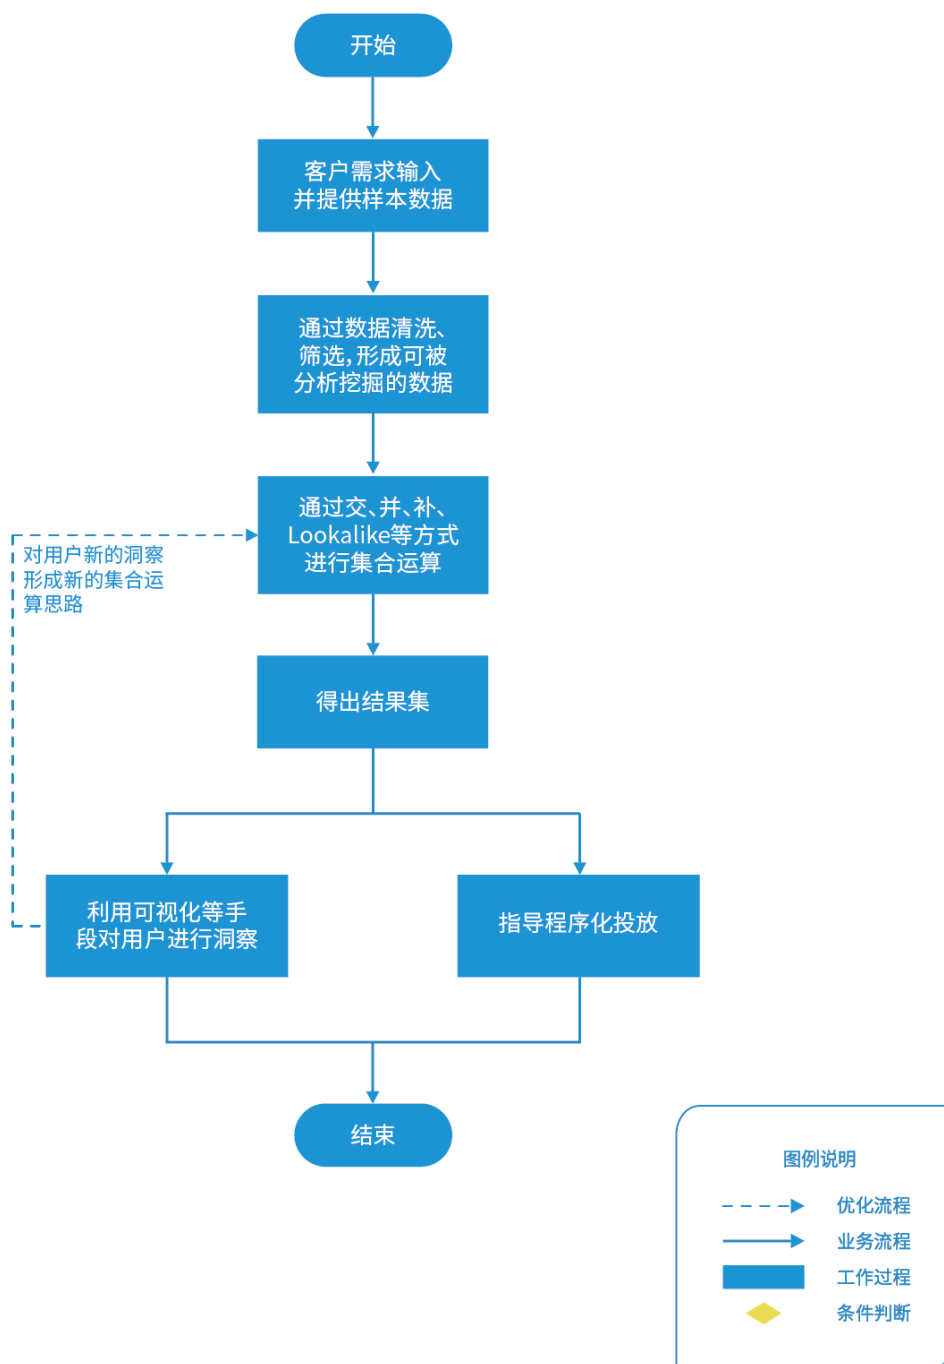 开始
客户需求输入
并提供样本数据
通过数据清洗、
筛选，形成可被
分析挖掘的数据
通过交、并、补、
Lookalike等方式
进行集合运算
对用户新的洞察
形成新的集合运
算思路
得出结果集
利用可视化等手
段对用户进行洞察
指导程序化投放
结束
图例说明
优化流程
业务流程
工作过程
条件判断